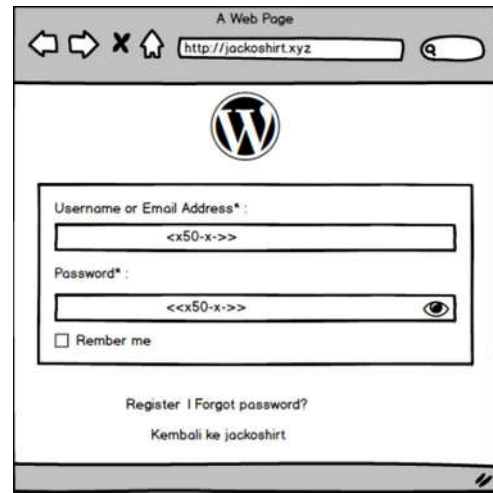 A Web Page
http://jackoshirt.xyz
Username or Email Address* :
<x50-x->>
Password* :
<<x50-x->>
Rember me
Register I Forgot password?
Kembali ke jackoshirt